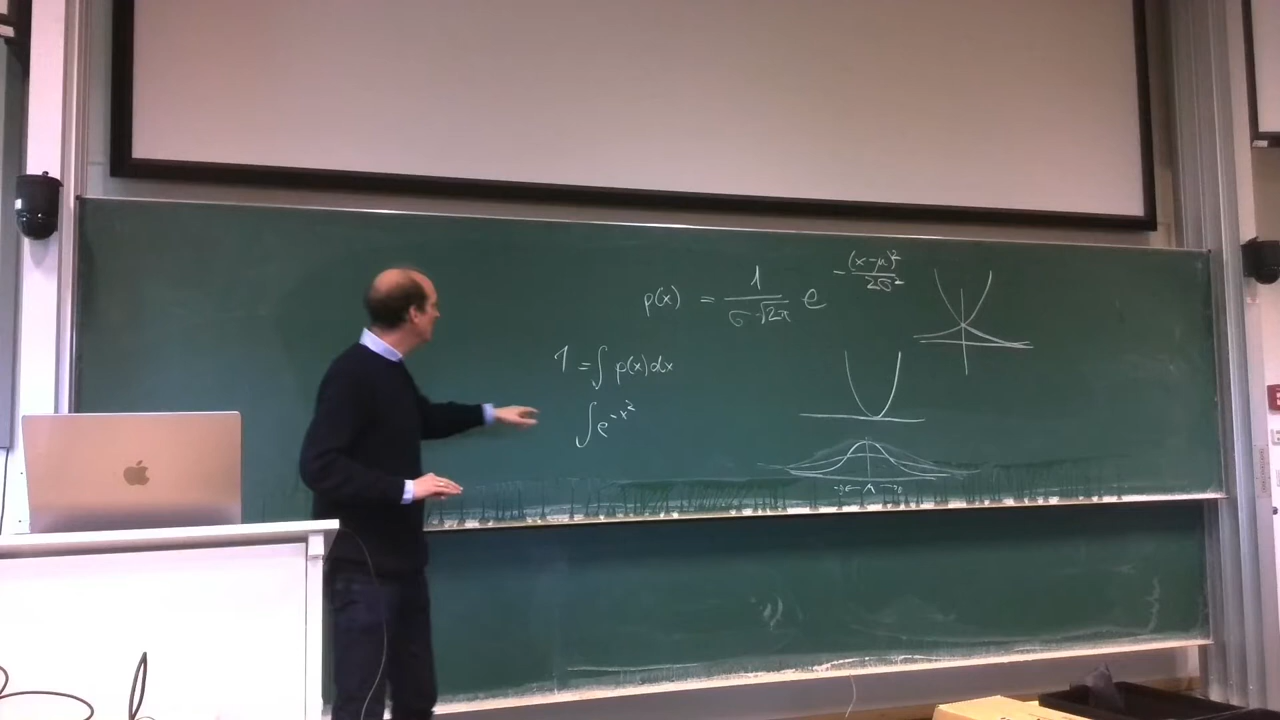 p(x) = 1/(σ·√2π) e^(-(x-μ)²/2σ²)
1 = ∫ p(x)dx
∫ e^-x²
-∞ ← μ → ∞